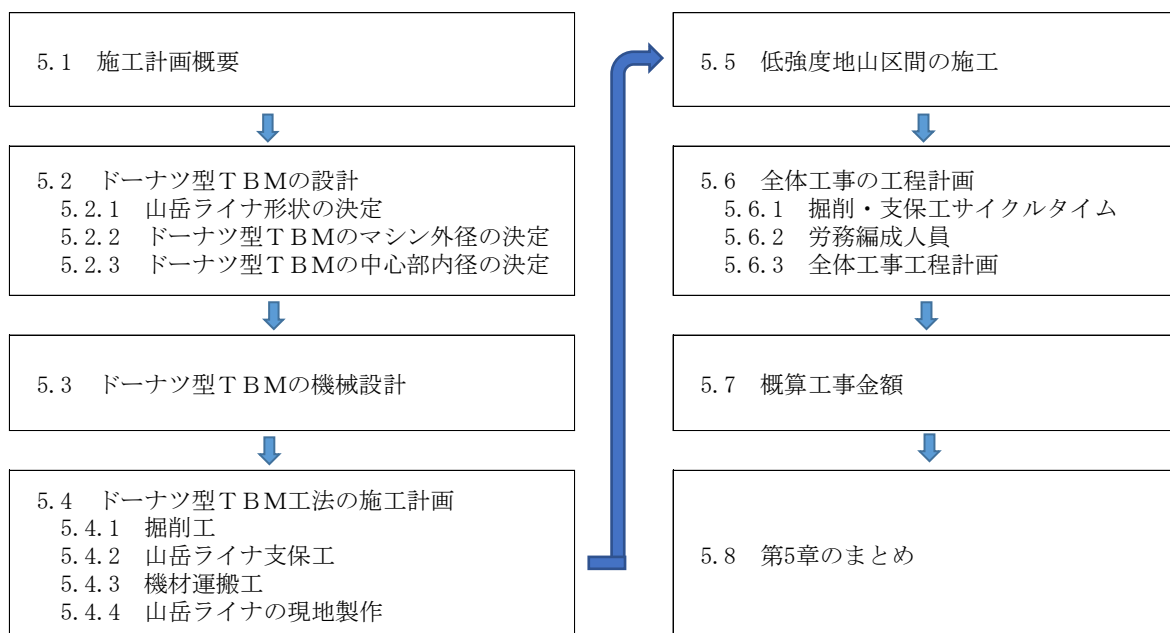 5.1 施工計画概要
5.2 ドーナツ型ＴＢＭの設計
5.2.1 山岳ライナ形状の決定
5.2.2 ドーナツ型ＴＢＭのマシン外径の決定
5.2.3 ドーナツ型ＴＢＭの中心部内径の決定
5.3 ドーナツ型ＴＢＭの機械設計
5.4 ドーナツ型ＴＢＭ工法の施工計画
5.4.1 掘削工
5.4.2 山岳ライナ支保工
5.4.3 機材運搬工
5.4.4 山岳ライナの現地製作
5.5 低強度地山区間の施工
5.6 全体工事の工程計画
5.6.1 掘削・支保工サイクルタイム
5.6.2 労務編成人員
5.6.3 全体工事工程計画
5.7 概算工事金額
5.8 第5章のまとめ